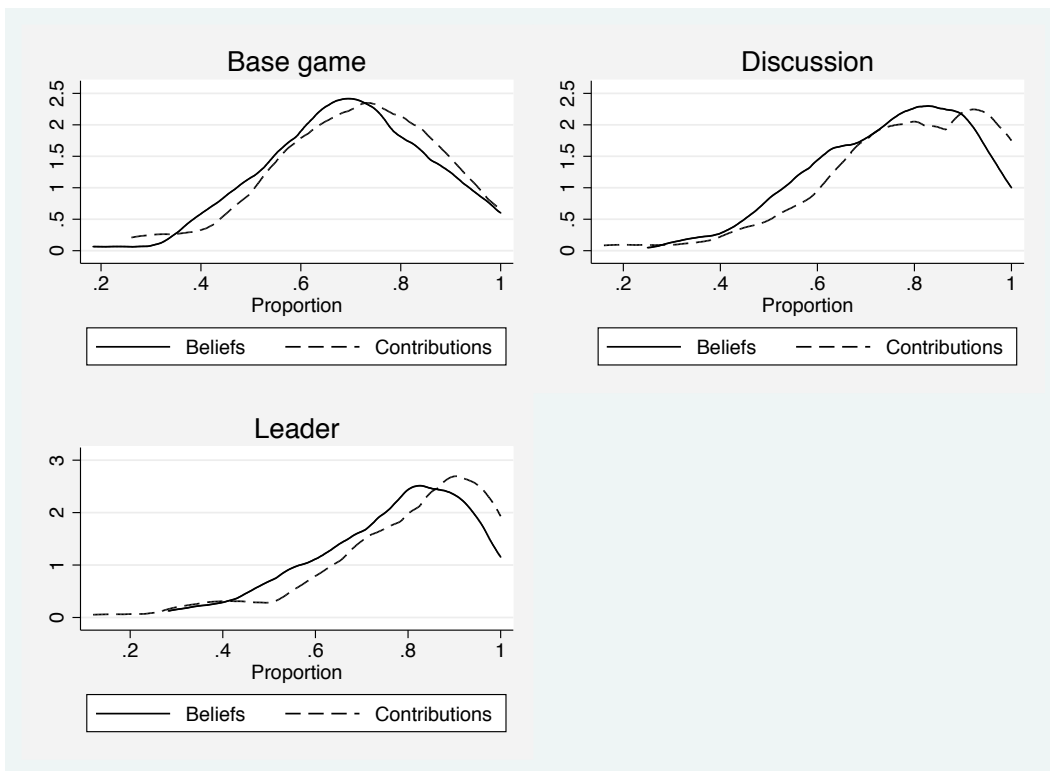 Base game
0 .5 1 1.5 2 2.5
.2 .4 .6 .8 1
Proportion
Beliefs Contributions
Discussion
0 .5 1 1.5 2 2.5
.2 .4 .6 .8 1
Proportion
Beliefs Contributions
Leader
0 1 2 3
.2 .4 .6 .8 1
Proportion
Beliefs Contributions